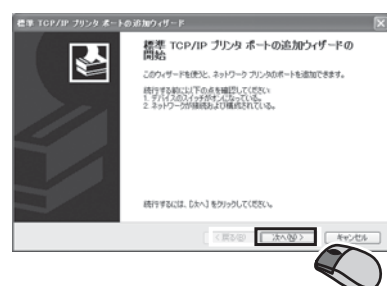 標準 TCP/IP プリンタ ポートの追加ウィザード
標準 TCP/IP プリンタ ポートの追加ウィザードの
開始
このウィザードを使うと、ネットワーク プリンタのポートを追加できます。
続行する前に以下の点を確認してください:
1. デバイスのスイッチがオンになっている。
2. ネットワークが接続および構成されている。
続行するには、[次へ] をクリックしてください。
< 戻る(B)
次へ(N) >
キャンセル